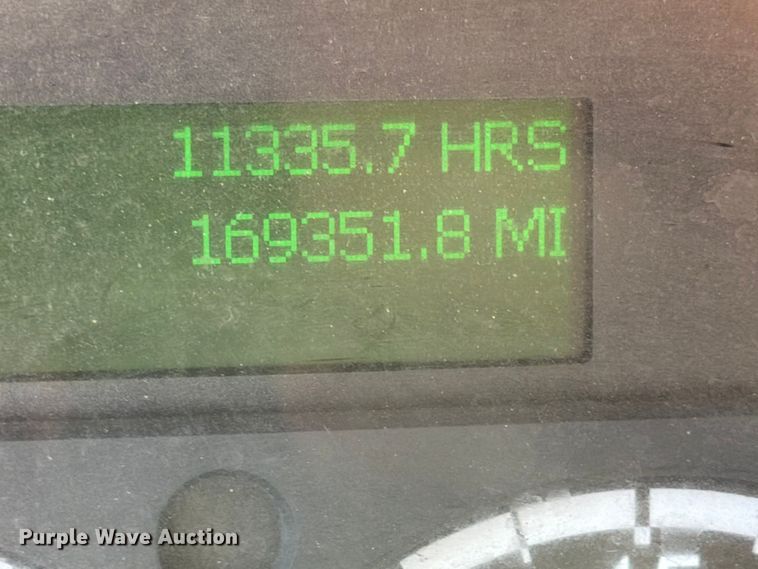 11335.7 HRS
169351.8 MI
Purple Wave Auction